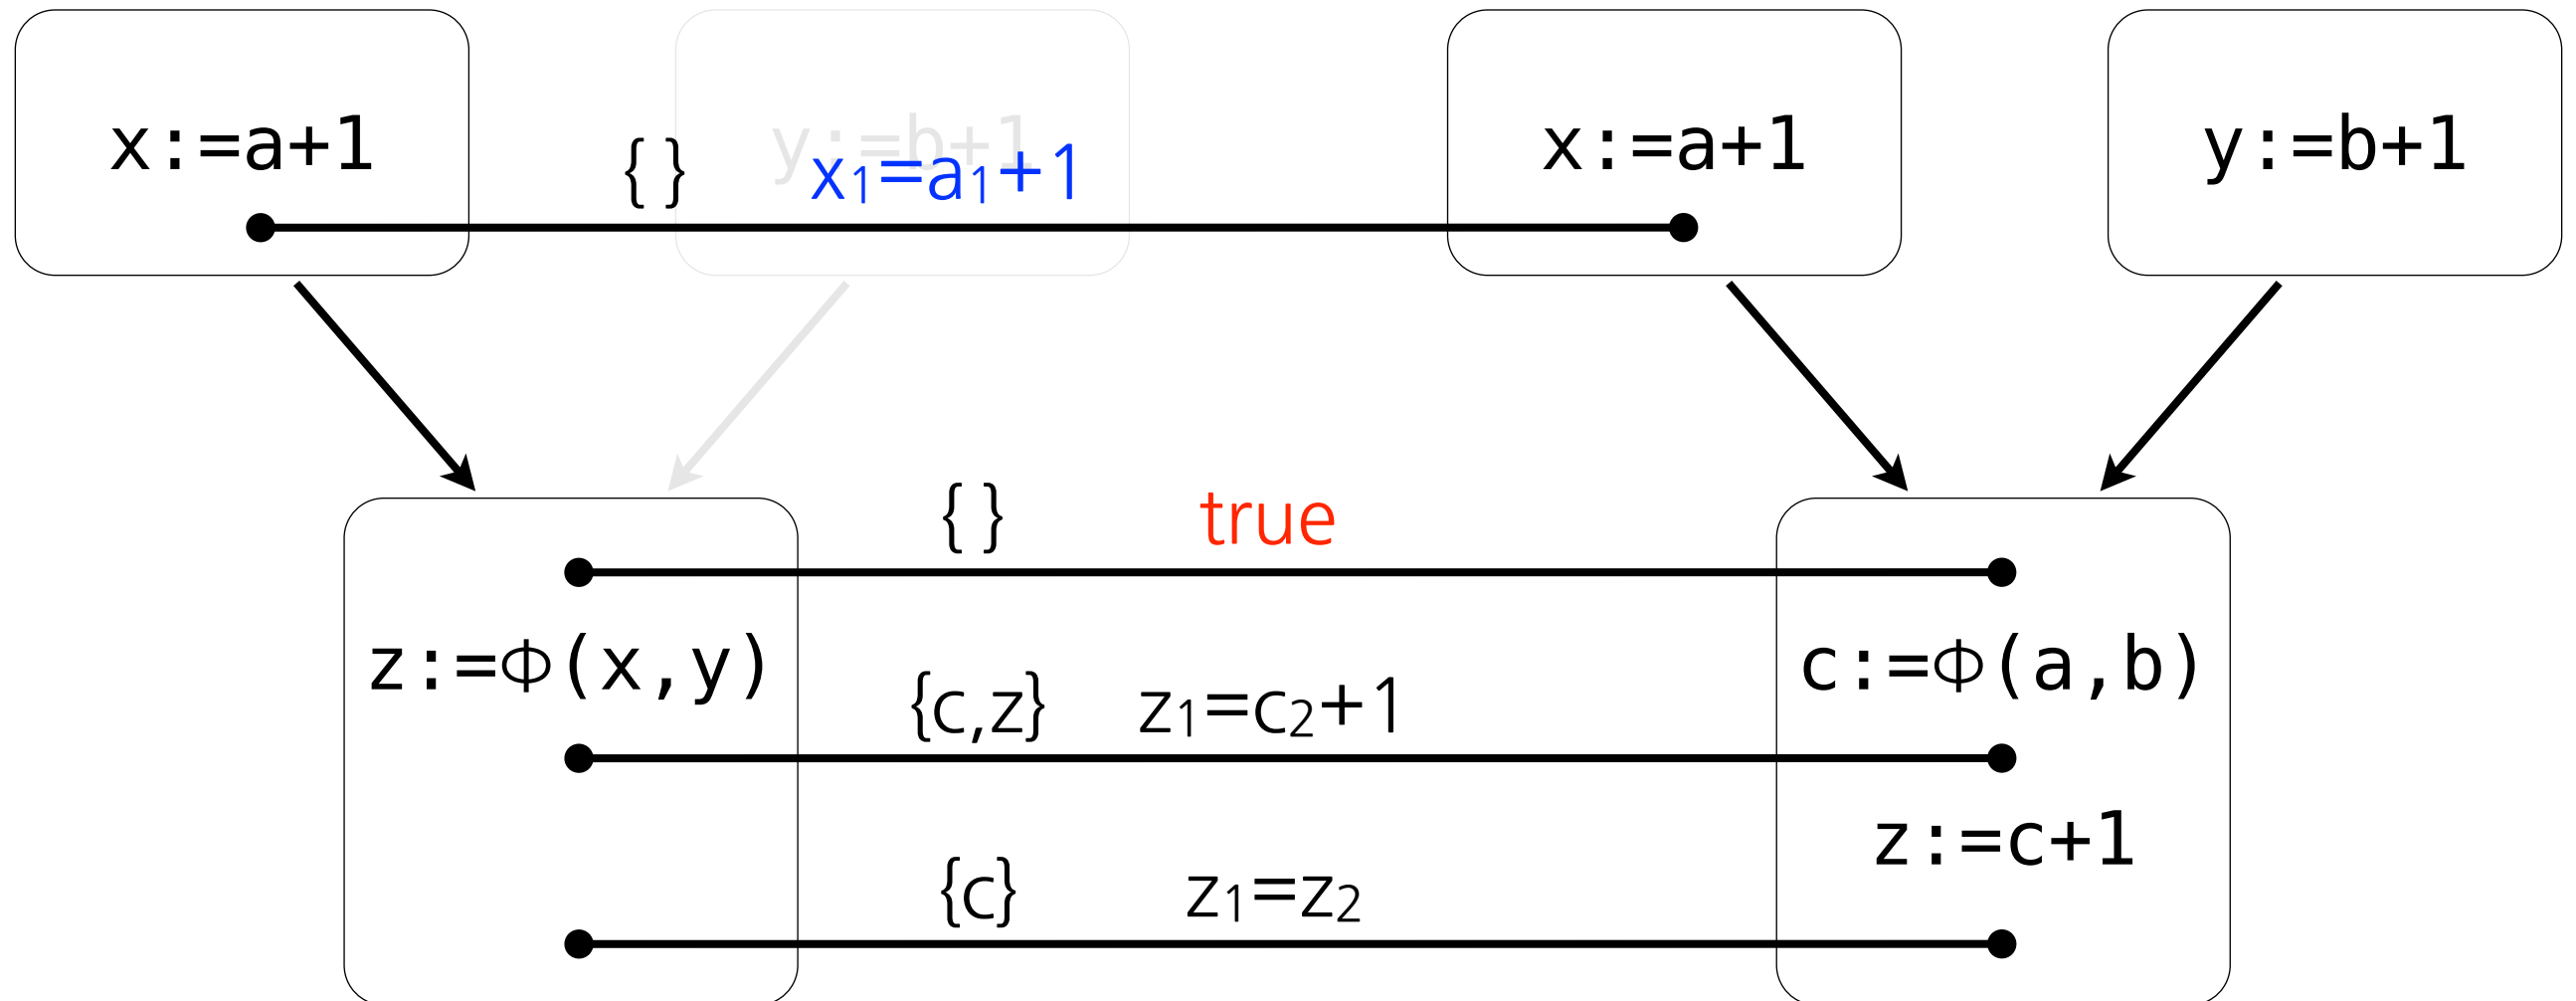 x:=a+1
y:=b+1
x:=a+1
y:=b+1
{ } x₁=a₁+1
{ } true
z:=Φ(x,y)
c:=Φ(a,b)
{c,z} z₁=c₂+1
z:=c+1
{c} z₁=z₂